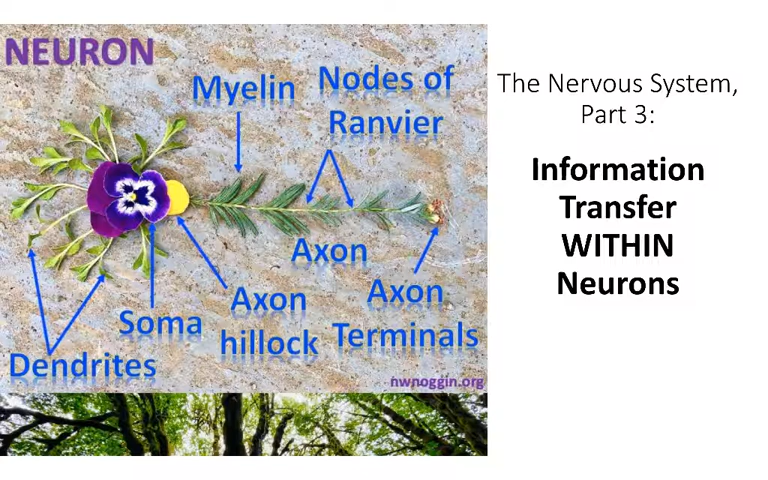 NEURON
Myelin
Nodes of
Ranvier
Axon
Axon
hillock
Axon
Terminals
Soma
Dendrites
nwnoggin.org
The Nervous System,
Part 3:
Information
Transfer
WITHIN
Neurons